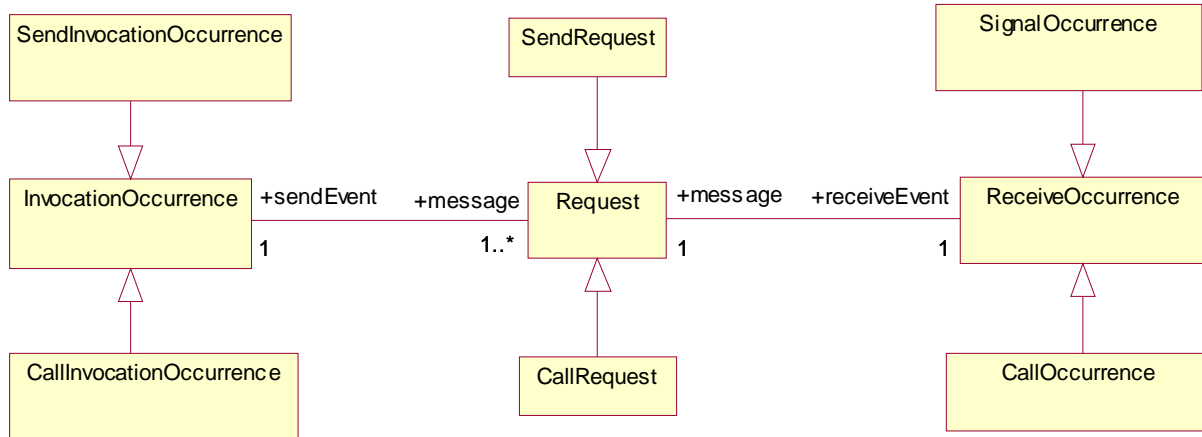 SendInvocationOccurrence
SendRequest
SignalOccurrence
InvocationOccurrence
+sendEvent
+message
Request
+message
+receiveEvent
ReceiveOccurrence
1
1..*
1
1
CallInvocationOccurrence
CallRequest
CallOccurrence